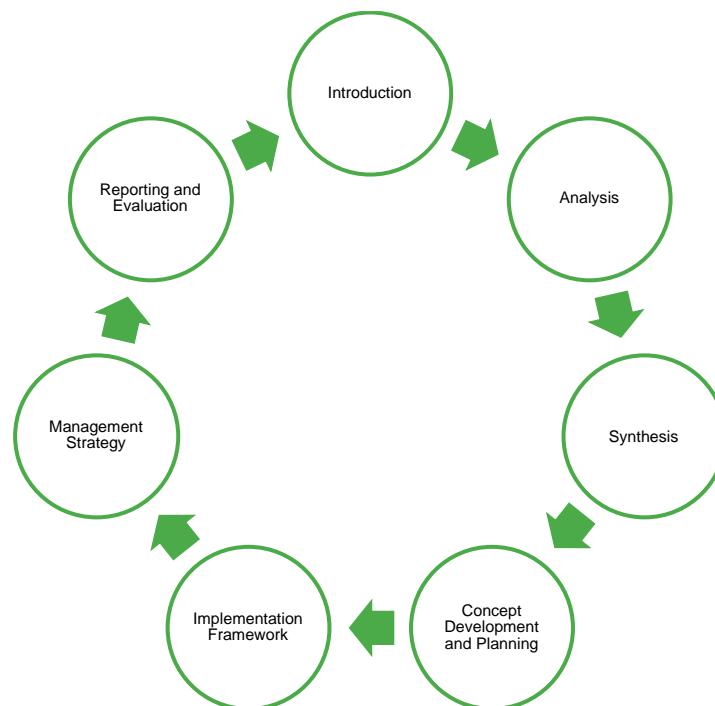 Introduction
Analysis
Synthesis
Concept
Development
and Planning
Implementation
Framework
Management
Strategy
Reporting and
Evaluation